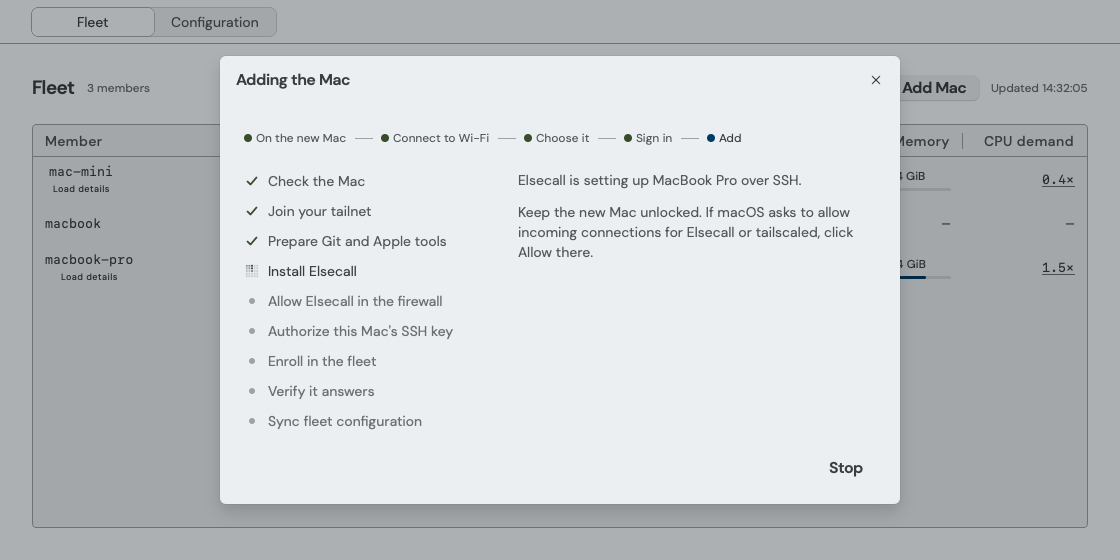 Fleet
Configuration
Fleet
3 members
Add Mac
Updated 14:32:05
Member
Memory
CPU demand
mac-mini
Load details
4 GiB
0.4×
macbook
—
—
macbook-pro
Load details
4 GiB
1.5×
Adding the Mac
×
On the new Mac
Connect to Wi-Fi
Choose it
Sign in
Add
Check the Mac
Join your tailnet
Prepare Git and Apple tools
Install Elsecall
Allow Elsecall in the firewall
Authorize this Mac's SSH key
Enroll in the fleet
Verify it answers
Sync fleet configuration
Elsecall is setting up MacBook Pro over SSH.
Keep the new Mac unlocked. If macOS asks to allow
incoming connections for Elsecall or tailscaled, click
Allow there.
Stop